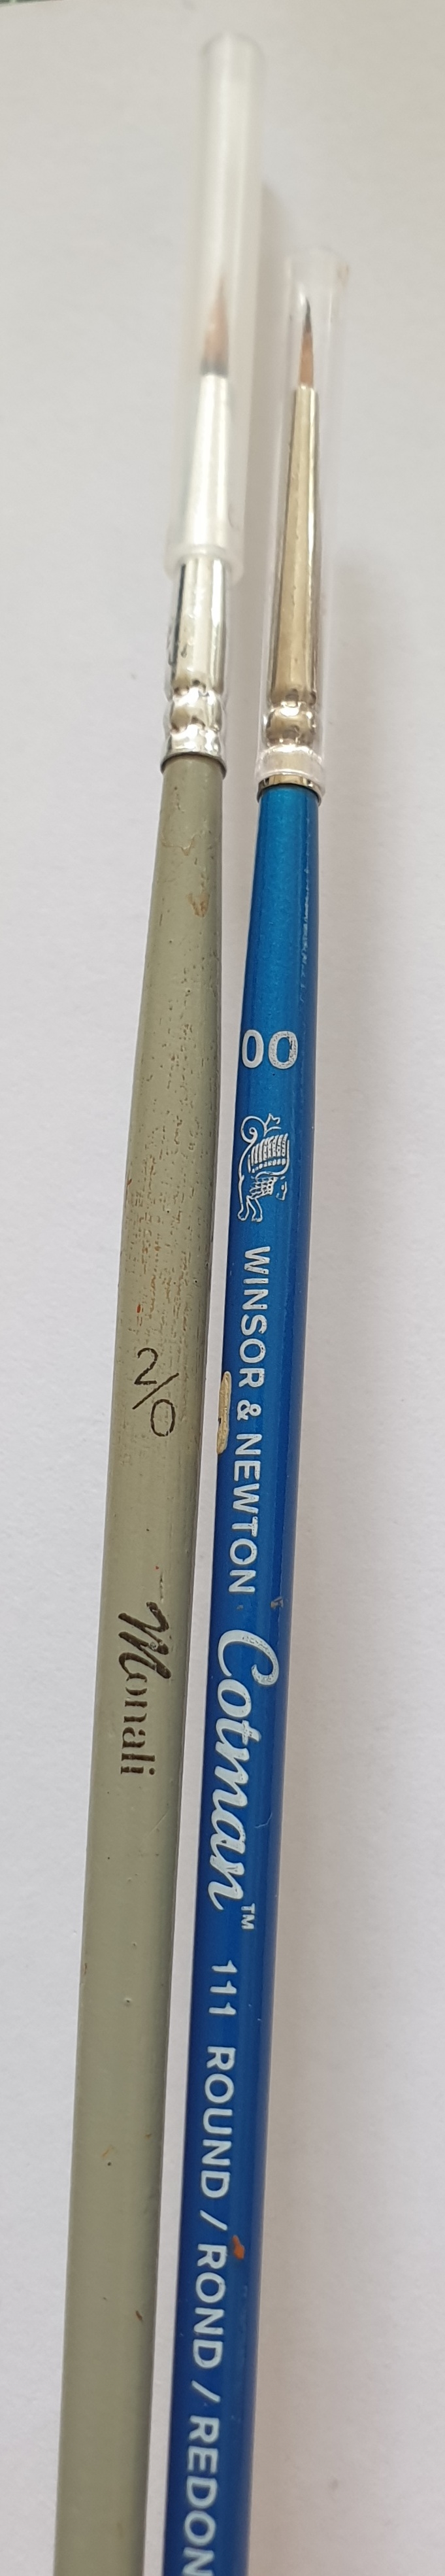 2/0 Monali
00 WINSOR & NEWTON Cotman™ 111 ROUND / ROND / REDON